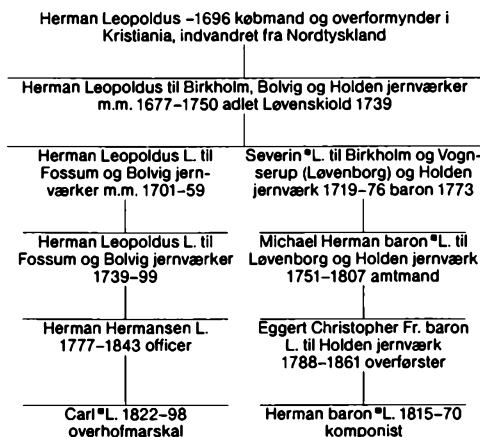 Herman Leopoldus –1696 købmand og overformynder i
Kristiania, indvandret fra Nordtyskland
Herman Leopoldus til Birkholm, Bolvig og Holden jernværker
m.m. 1677–1750 adlet Løvenskiold 1739
Herman Leopoldus L. til
Fossum og Bolvig jern-
værker m.m. 1701–59
Severin *L. til Birkholm og Vogn-
serup (Løvenborg) og Holden
jernværk 1719–76 baron 1773
Herman Leopoldus L. til
Fossum og Bolvig jernværker
1739–99
Michael Herman baron *L. til
Løvenborg og Holden jernværk
1751–1807 amtmand
Herman Hermansen L.
1777–1843 officer
Eggert Christopher Fr. baron
L. til Holden jernværk
1788–1861 overførster
Carl *L. 1822–98
overhofmarskal
Herman baron *L. 1815–70
komponist